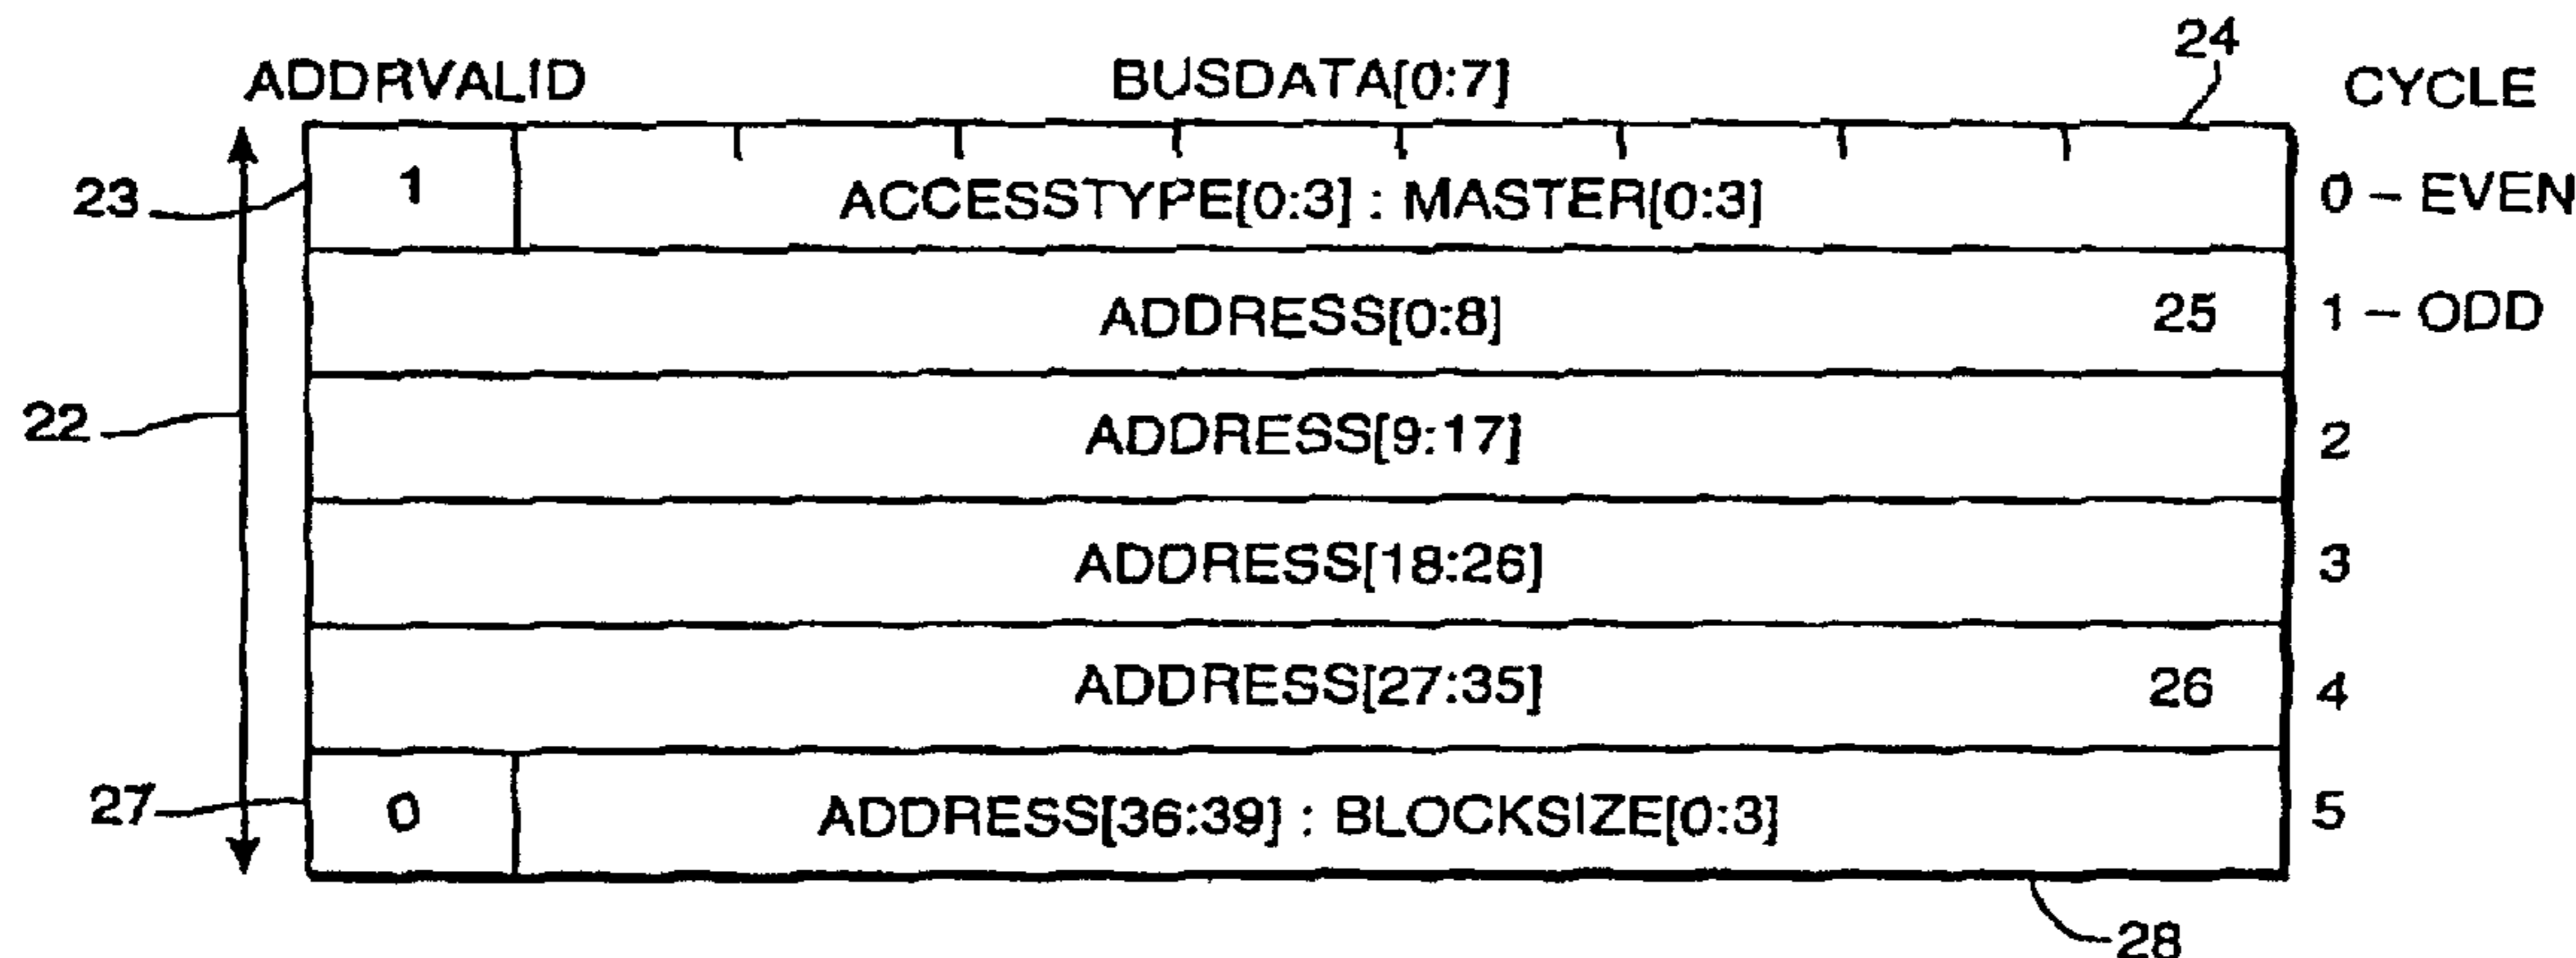 24
ADDRVALID BUSDATA[0:7] CYCLE
23 1 ACCESSTYPE[0:3] : MASTER[0:3] 0 – EVEN
ADDRESS[0:8] 25 1 – ODD
22 ADDRESS[9:17] 2
ADDRESS[18:26] 3
ADDRESS[27:35] 26 4
27 0 ADDRESS[36:39] : BLOCKSIZE[0:3] 5
28